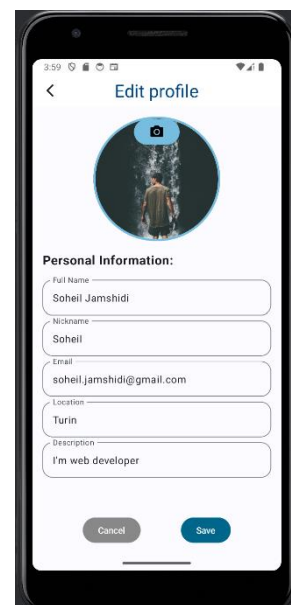 3:59
Edit profile
Personal Information:
Full Name
Soheil Jamshidi
Nickname
Soheil
Email
soheil.jamshidi@gmail.com
Location
Turin
Description
I'm web developer
Cancel Save